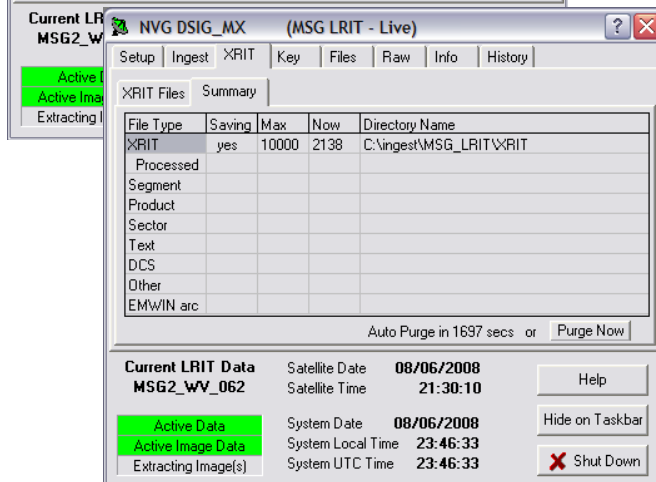 Current LR
MSG2_W
Active
Active Ima
Extracting
NVG DSIG_MX (MSG LRIT - Live)
Setup Ingest XRIT Key Files Raw Info History
XRIT Files Summary
File Type Saving Max Now Directory Name
XRIT yes 10000 2138 C:\ingest\MSG_LRIT\XRIT
Processed
Segment
Product
Sector
Text
DCS
Other
EMWIN arc
Auto Purge in 1697 secs or Purge Now
Current LRIT Data Satellite Date 08/06/2008
MSG2_WV_062 Satellite Time 21:30:10
Help
Active Data System Date 08/06/2008 Hide on Taskbar
Active Image Data System Local Time 23:46:33
Extracting Image(s) System UTC Time 23:46:33 Shut Down